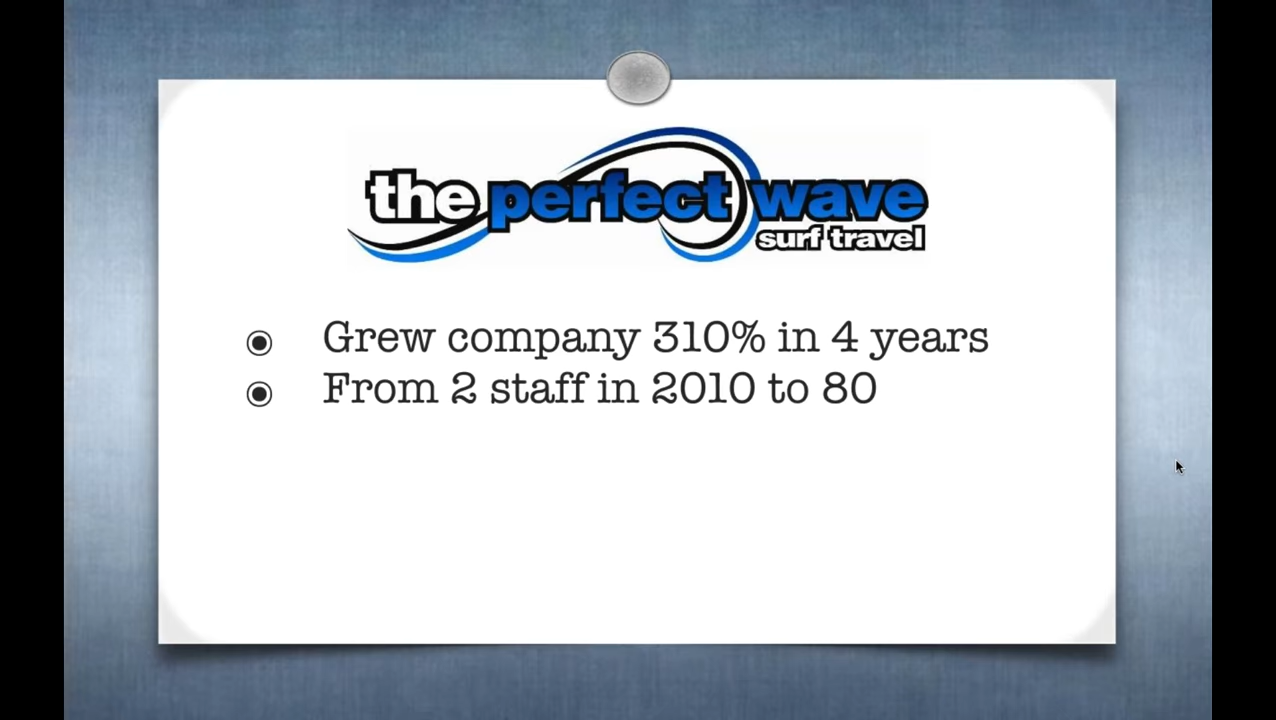 the perfect wave
surf travel
Grew company 310% in 4 years
From 2 staff in 2010 to 80